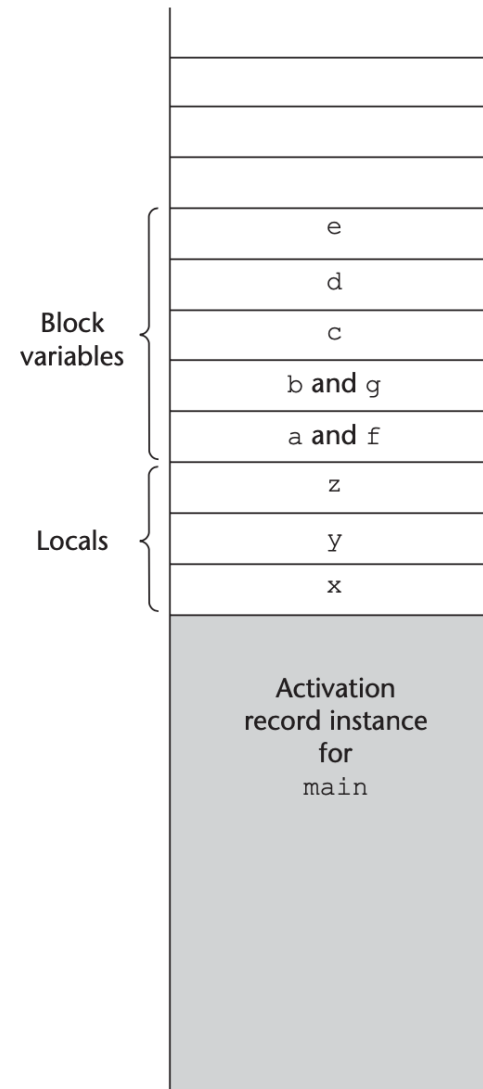 e
d
c
Block
variables
b and g
a and f
z
Locals
y
x
Activation
record instance
for
main